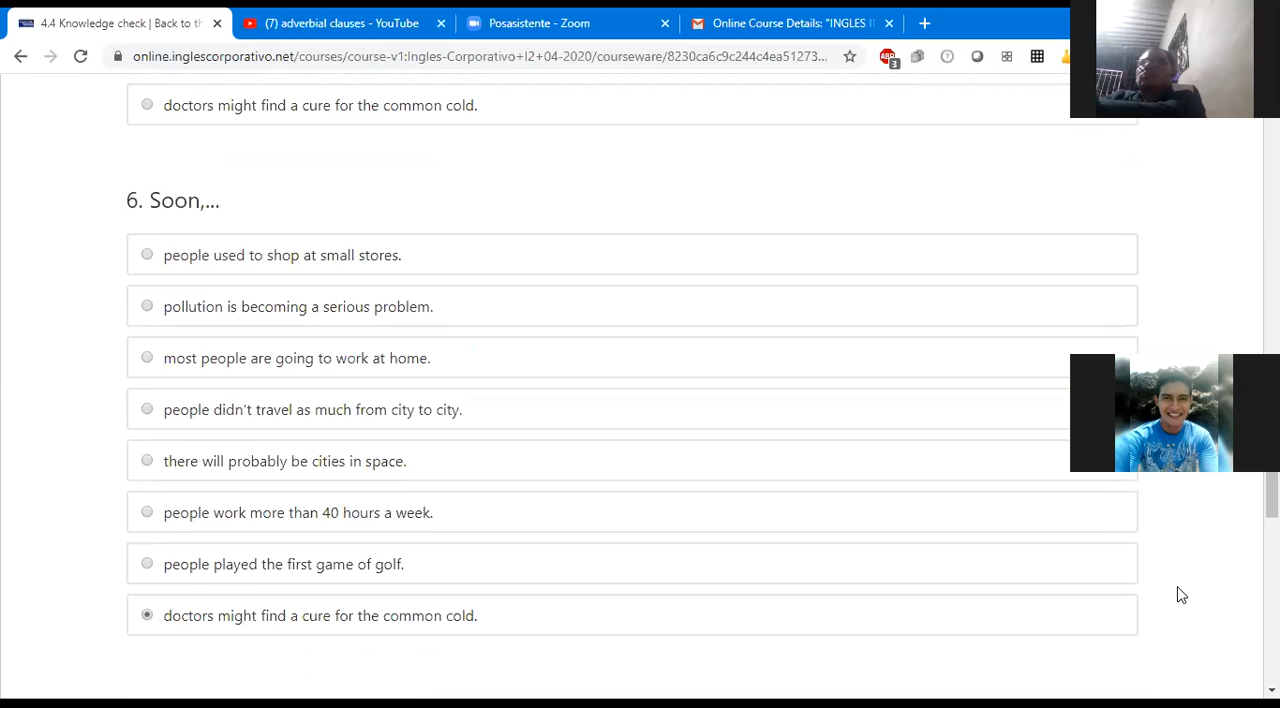 4.4 Knowledge check | Back to th
(7) adverbial clauses - YouTube
Posasistente - Zoom
Online Course Details: "INGLES I
online.inglescorporativo.net/courses/course-v1:Inglescorporativo+I2+04-2020/courseware/8230ca6c9c244c4ea51273...
3
doctors might find a cure for the common cold.
6. Soon,...
people used to shop at small stores.
pollution is becoming a serious problem.
most people are going to work at home.
people didn't travel as much from city to city.
there will probably be cities in space.
people work more than 40 hours a week.
people played the first game of golf.
doctors might find a cure for the common cold.